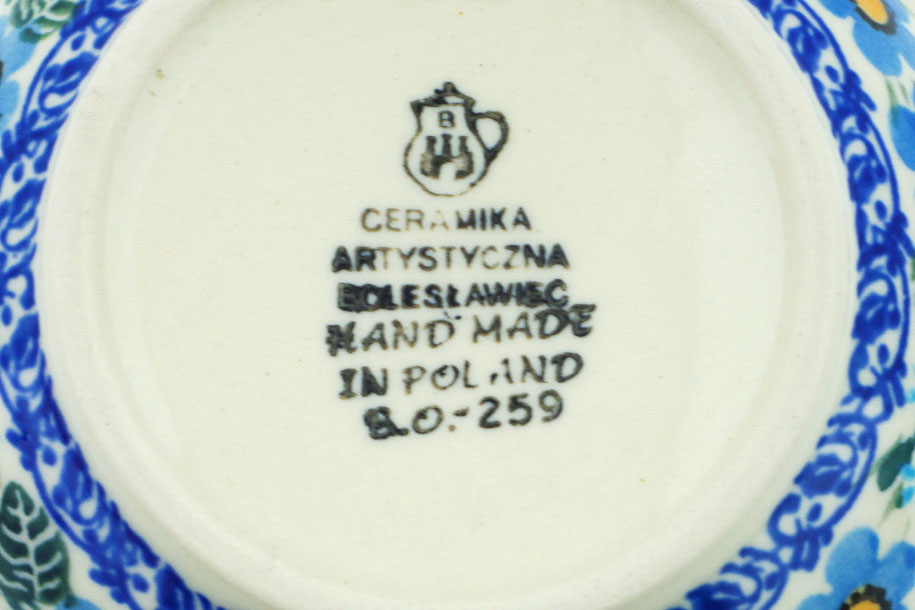 B
CERAMIKA
ARTYSTYCZNA
BOLESŁAWIEC
HAND MADE
IN POLAND
B.O.-259